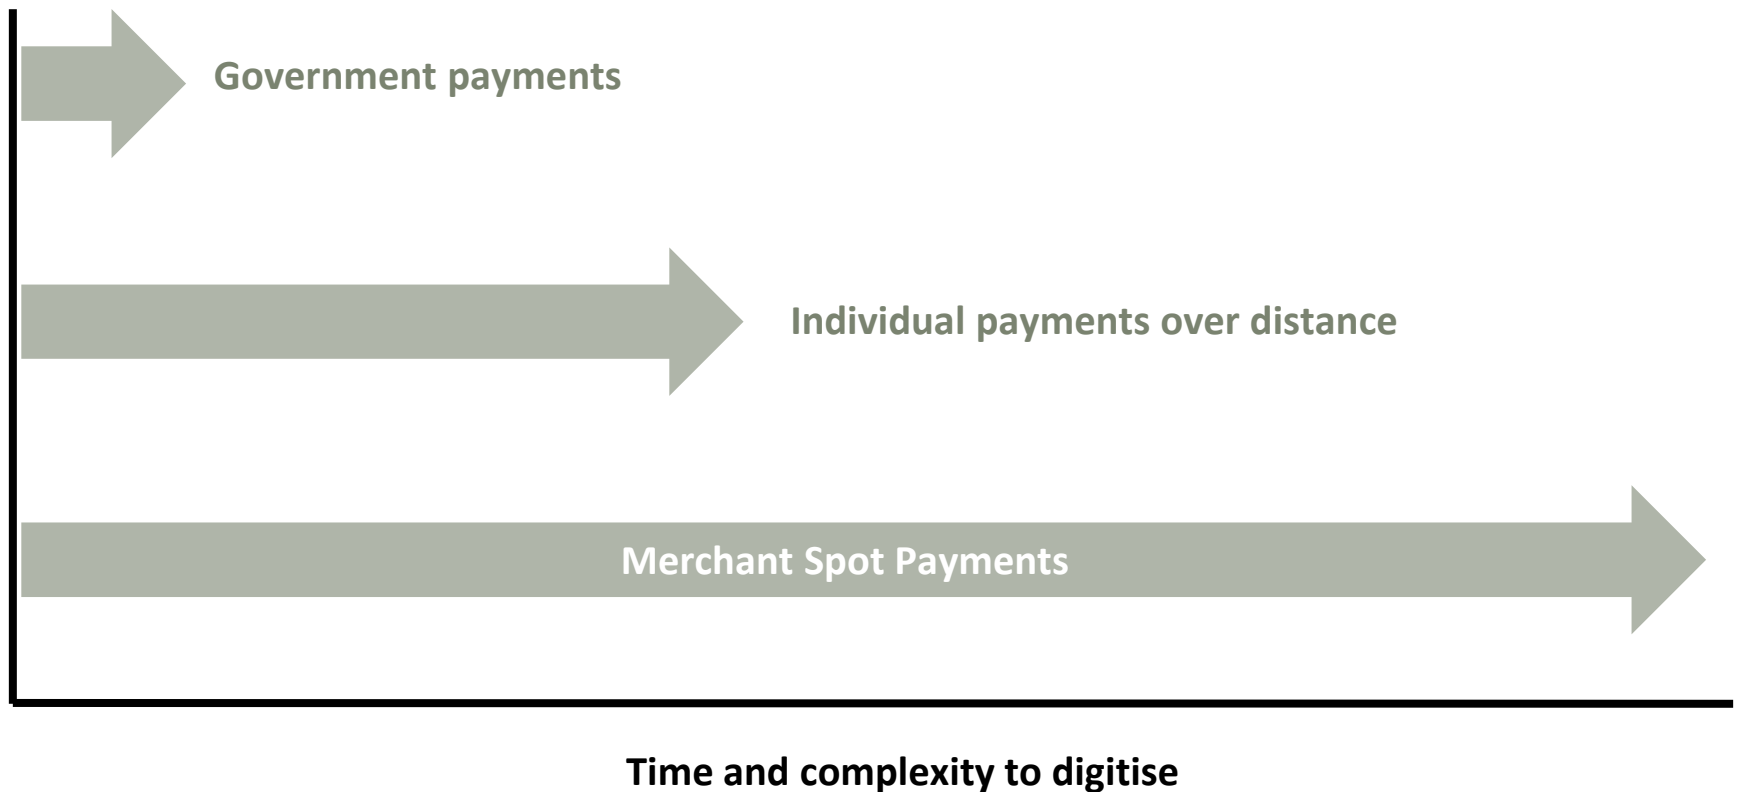 Government payments
Individual payments over distance
Merchant Spot Payments
Time and complexity to digitise